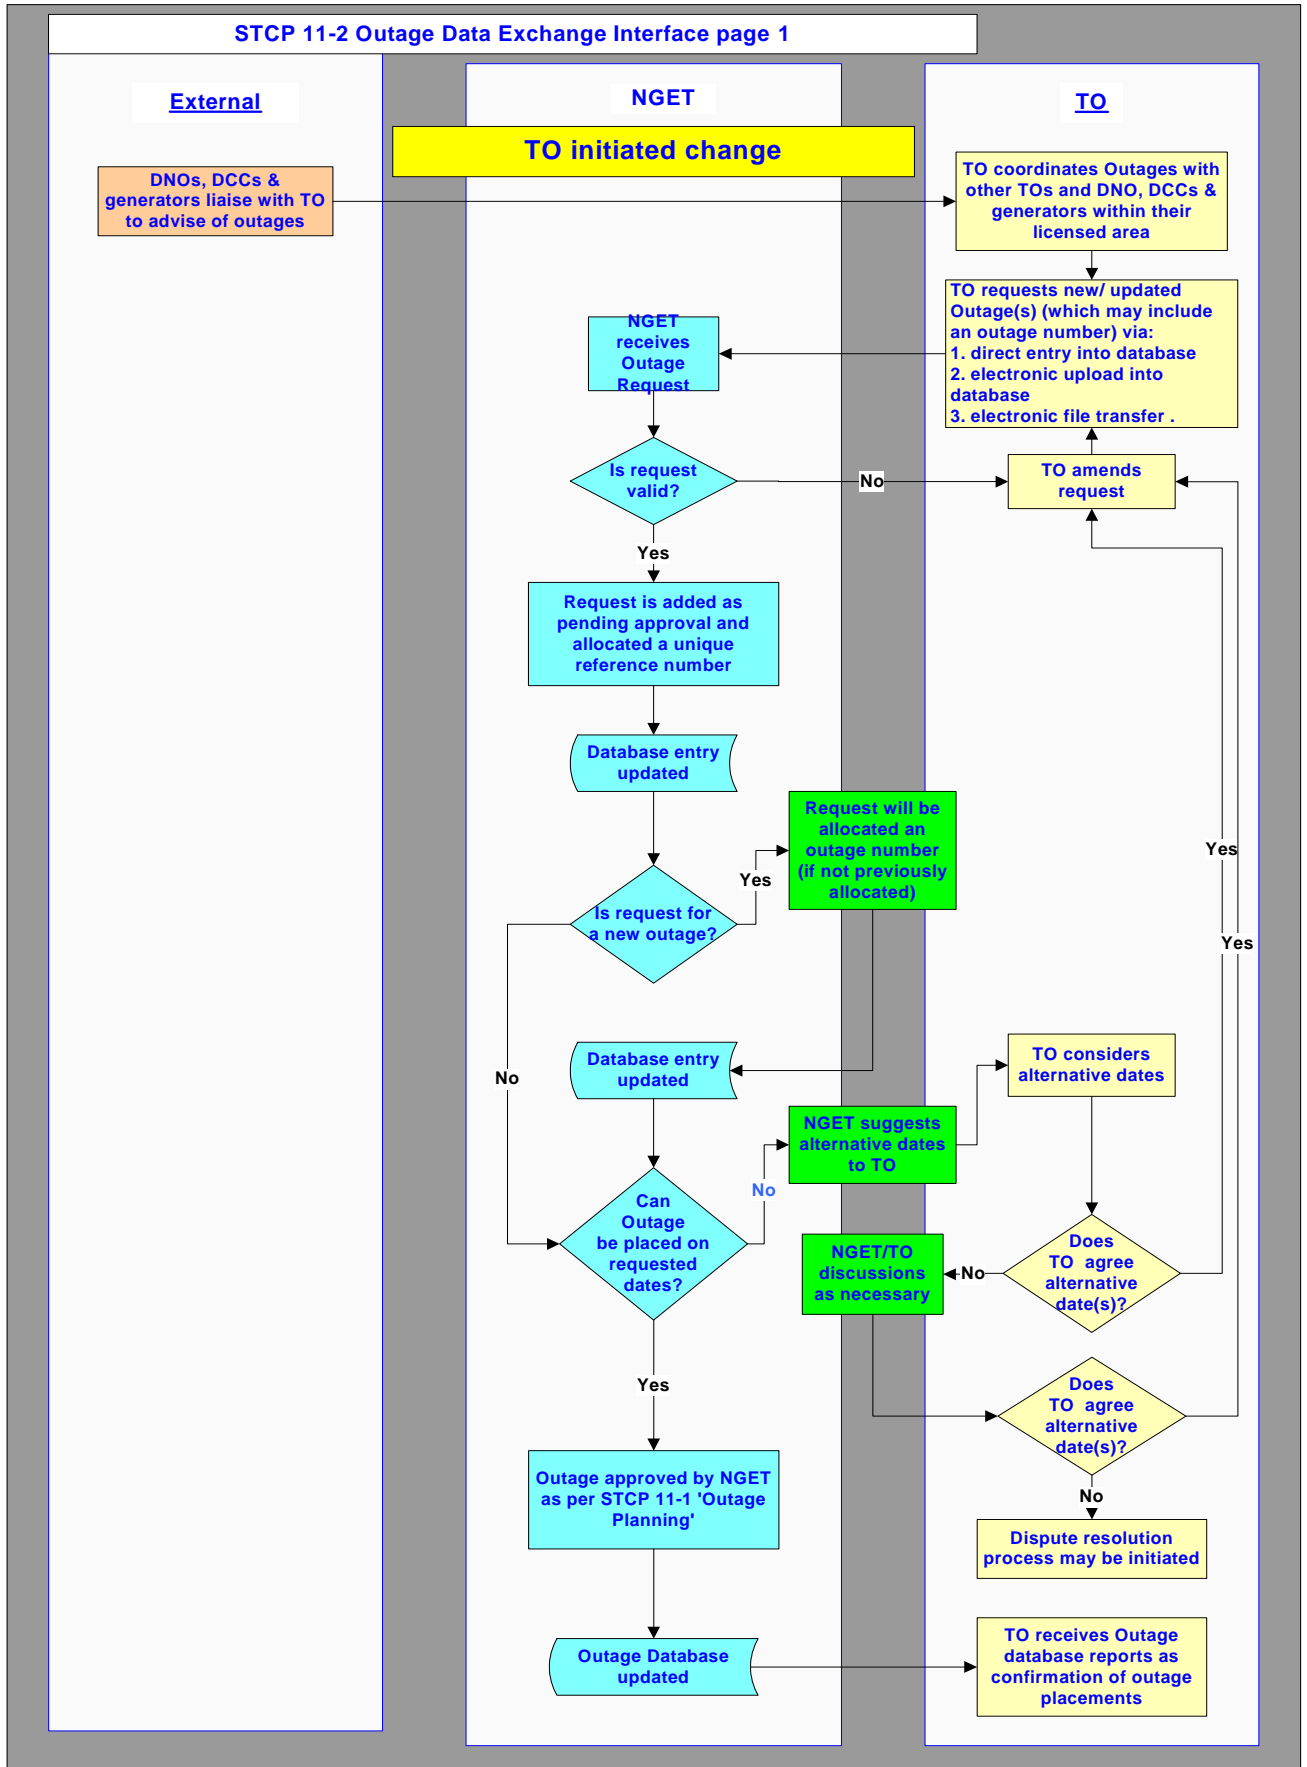 STCP 11-2 Outage Data Exchange Interface page 1
External
NGET
TO
TO initiated change
DNOs, DCCs &
generators liaise with TO
to advise of outages
TO coordinates Outages with
other TOs and DNO, DCCs &
generators within their
licensed area
TO requests new/ updated
Outage(s) (which may include
an outage number) via:
1. direct entry into database
2. electronic upload into
database
3. electronic file transfer .
NGET
receives
Outage
Request
Is request
valid?
No
TO amends
request
Yes
Request is added as
pending approval and
allocated a unique
reference number
Database entry
updated
Request will be
allocated an
outage number
(if not previously
allocated)
Yes
Is request for
a new outage?
Yes
Yes
No
Database entry
updated
TO considers
alternative dates
NGET suggests
alternative dates
to TO
No
Can
Outage
be placed on
requested
dates?
Does
TO agree
alternative
date(s)?
No
NGET/TO
discussions
as necessary
Yes
Does
TO agree
alternative
date(s)?
No
Outage approved by NGET
as per STCP 11-1 'Outage
Planning'
Dispute resolution
process may be initiated
Outage Database
updated
TO receives Outage
database reports as
confirmation of outage
placements